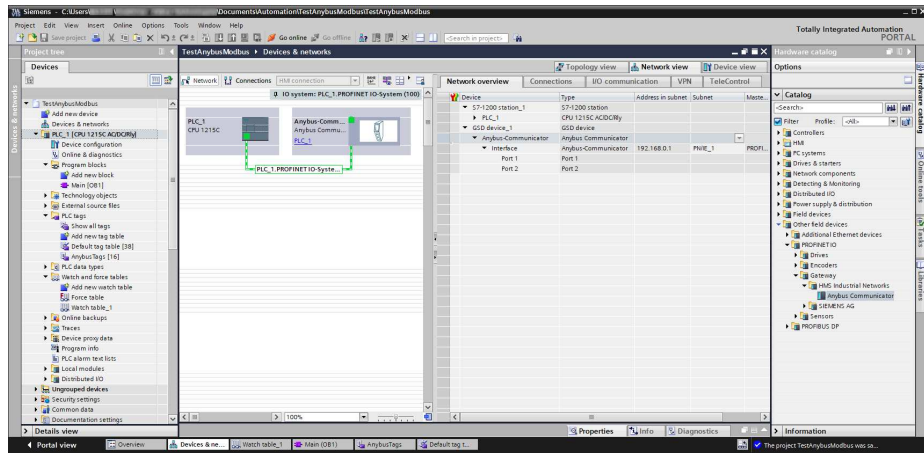 Siemens - C:\Users\ \Documents\Automation\TestAnybusModbus\TestAnybusModbus
Project Edit View Insert Online Options Tools Window Help
Save project Go online Go offline <Search in project>
Totally Integrated Automation
PORTAL
Project tree
TestAnybusModbus ▸ Devices & networks
Hardware catalog
Devices
Topology view Network view Device view
Options
Network Connections HMI connection
Network overview Connections I/O communication VPN TeleControl
IO system: PLC_1.PROFINET IO-System (100)
PLC_1
CPU 1215C
Anybus-Comm...
Anybus Commu...
PLC_1
PLC_1.PROFINET IO-Syste...
TestAnybusModbus
Add new device
Devices & networks
PLC_1 [CPU 1215C AC/DC/Rly]
Device configuration
Online & diagnostics
Program blocks
Add new block
Main [OB1]
Technology objects
External source files
PLC tags
Show all tags
Add new tag table
Default tag table [38]
AnybusTags [16]
PLC data types
Watch and force tables
Add new watch table
Force table
Watch table_1
Online backups
Traces
Device proxy data
Program info
PLC alarm text lists
Local modules
Distributed I/O
Ungrouped devices
Security settings
Common data
Documentation settings
Device Type Address in subnet Subnet Maste...
S7-1200 station_1 S7-1200 station
PLC_1 CPU 1215C AC/DC/Rly
GSD device_1 GSD device
Anybus-Communicator Anybus Communicator
Interface Anybus-Communicator 192.168.0.1 PN/IE_1 PROFI...
Port 1 Port 1
Port 2 Port 2
Catalog
<Search>
Filter Profile: <All>
Controllers
HMI
PC systems
Drives & starters
Network components
Detecting & Monitoring
Distributed I/O
Power supply & distribution
Field devices
Other field devices
Additional Ethernet devices
PROFINET IO
Drives
Encoders
Gateway
HMS Industrial Networks
Anybus Communicator
SIEMENS AG
Sensors
PROFIBUS DP
Devices & networks
Hardware catalog
Online tools
Tasks
Libraries
100%
Details view
Properties Info Diagnostics
Information
Portal view Overview Devices & ne... Watch table_1 Main (OB1) AnybusTags Default tag t...
The project TestAnybusModbus was sa...